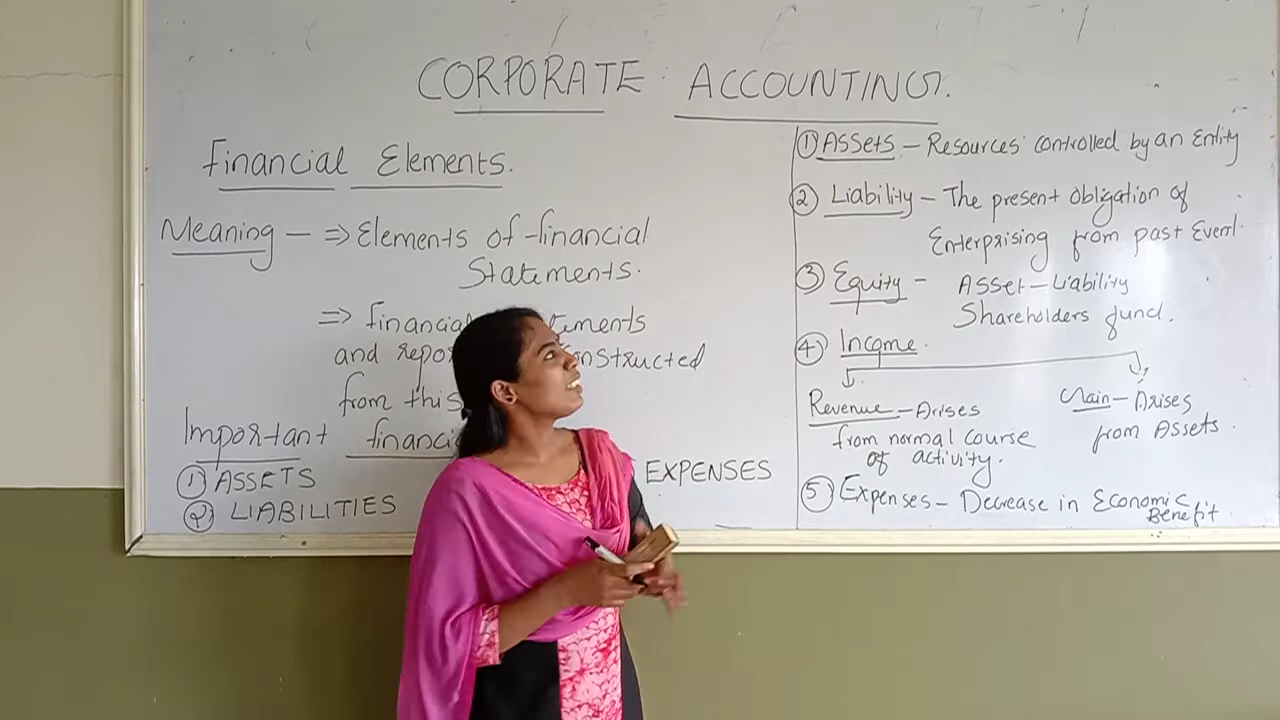 CORPORATE ACCOUNTING.
Financial Elements.
Meaning - ⇒ Elements of financial
Statements.
⇒ financial
and constructed
from this
Important
① ASSETS
② LIABILITIES
EXPENSES
① Assets - Resources controlled by an Entity
② Liability - The present obligation of
Enterprising from past Event.
③ Equity - Asset - Liability
Shareholders fund.
④ Income.
Revenue - Arises
from normal course
of activity.
- Arises
from Assets.
⑤ Expenses - Decrease in Economic
Benefit.